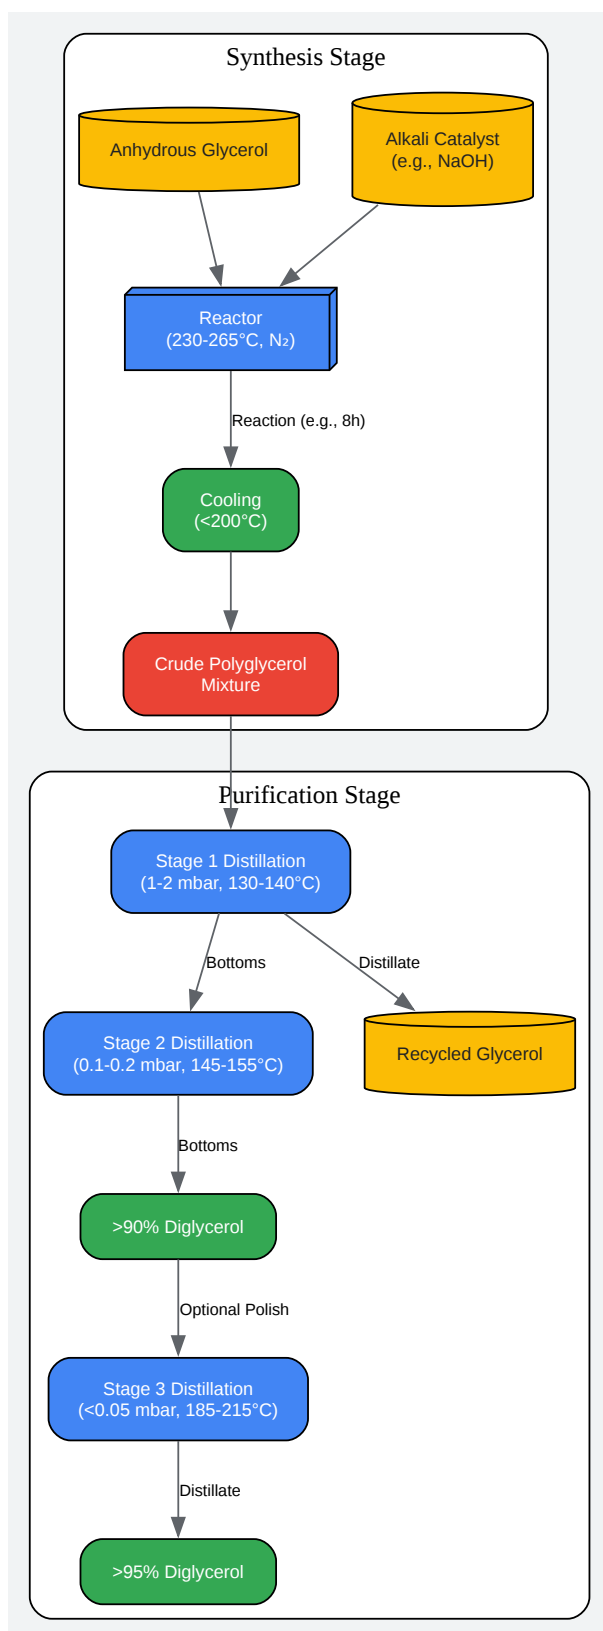 Synthesis Stage
Anhydrous Glycerol
Alkali Catalyst
(e.g., NaOH)
Reactor
(230-265°C, N₂)
Reaction (e.g., 8h)
Cooling
(<200°C)
Crude Polyglycerol
Mixture
Purification Stage
Stage 1 Distillation
(1-2 mbar, 130-140°C)
Bottoms
Distillate
Stage 2 Distillation
(0.1-0.2 mbar, 145-155°C)
Recycled Glycerol
Bottoms
>90% Diglycerol
Optional Polish
Stage 3 Distillation
(<0.05 mbar, 185-215°C)
Distillate
>95% Diglycerol